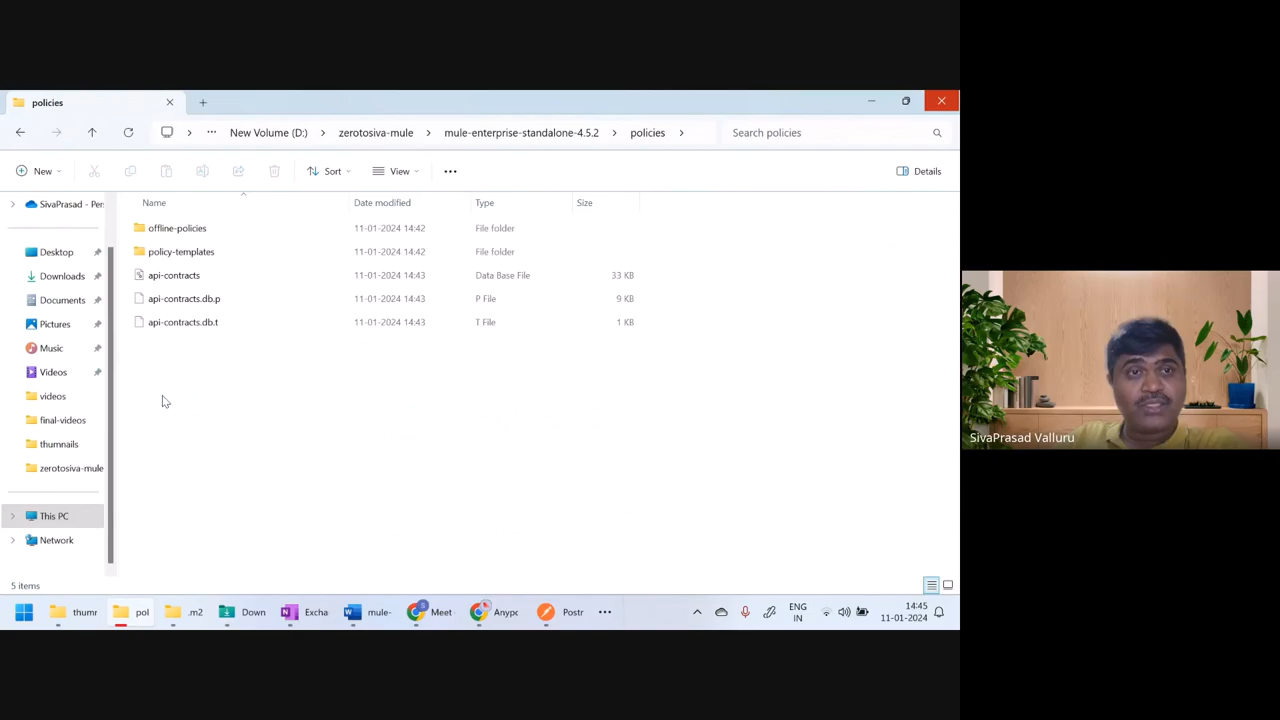 policies
New Volume (D:) zerotosiva-mule mule-enterprise-standalone-4.5.2 policies Search policies
New Sort View Details
SivaPrasad - Per
Desktop
Downloads
Documents
Pictures
Music
Videos
videos
final-videos
thumnails
zerotosiva-mule
This PC
Network
Name Date modified Type Size
offline-policies 11-01-2024 14:42 File folder
policy-templates 11-01-2024 14:42 File folder
api-contracts 11-01-2024 14:43 Data Base File 33 KB
api-contracts.db.p 11-01-2024 14:43 P File 9 KB
api-contracts.db.t 11-01-2024 14:43 T File 1 KB
5 items
thumr pol .m2 Down Excha mule- Meet Anypc Postr
ENG
IN
14:45
11-01-2024
SivaPrasad Valluru